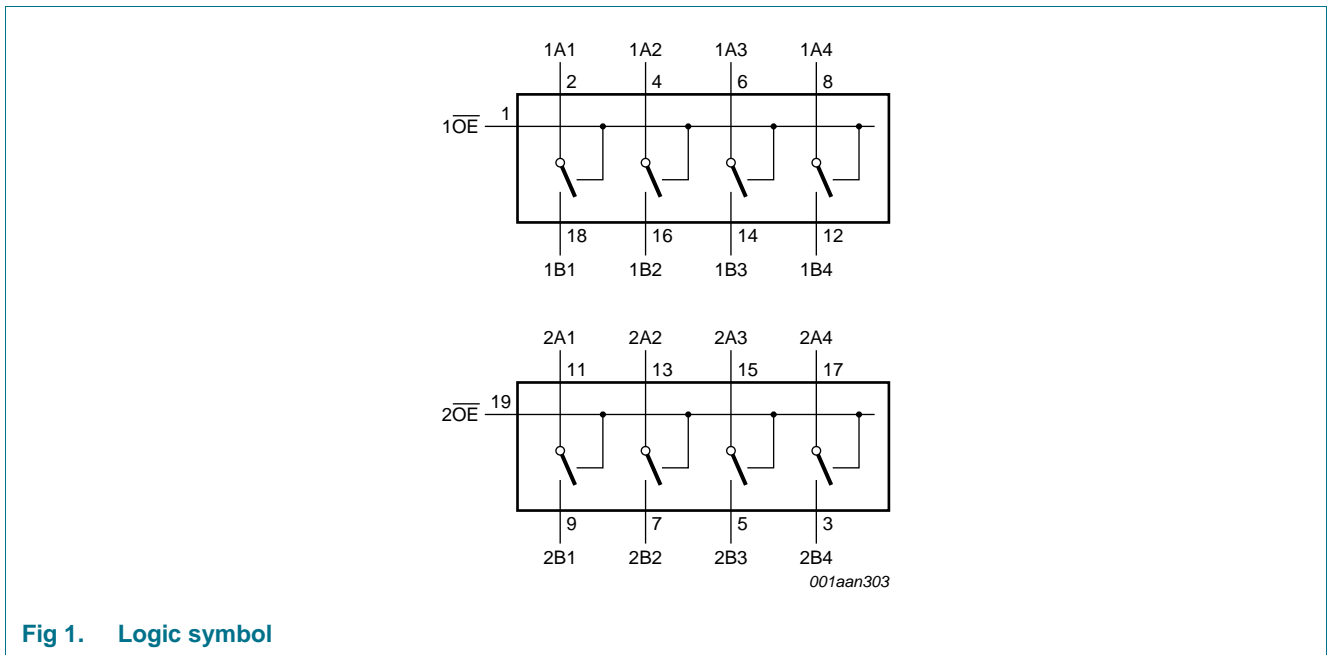 1A1 1A2 1A3 1A4
2 4 6 8
1
1O̅E̅
18 16 14 12
1B1 1B2 1B3 1B4
2A1 2A2 2A3 2A4
11 13 15 17
19
2O̅E̅
9 7 5 3
2B1 2B2 2B3 2B4
001aan303
Fig 1. Logic symbol